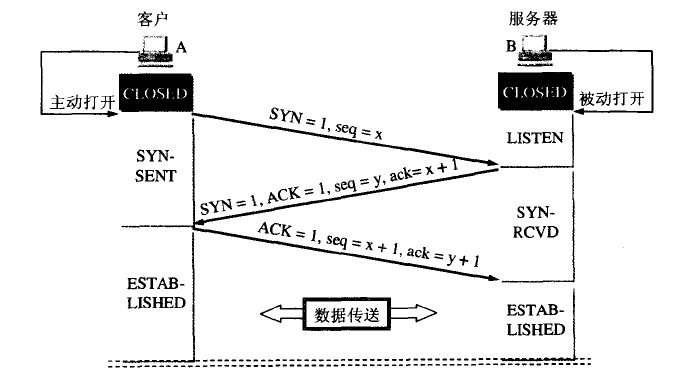 客户
服务器
A
B
主动打开
CLOSED
CLOSED
被动打开
SYN = 1, seq = x
LISTEN
SYN-
SENT
SYN = 1, ACK = 1, seq = y, ack= x + 1
SYN-
RCVD
ACK = 1, seq = x + 1, ack = y + 1
ESTAB-
LISHED
数据传送
ESTAB-
LISHED